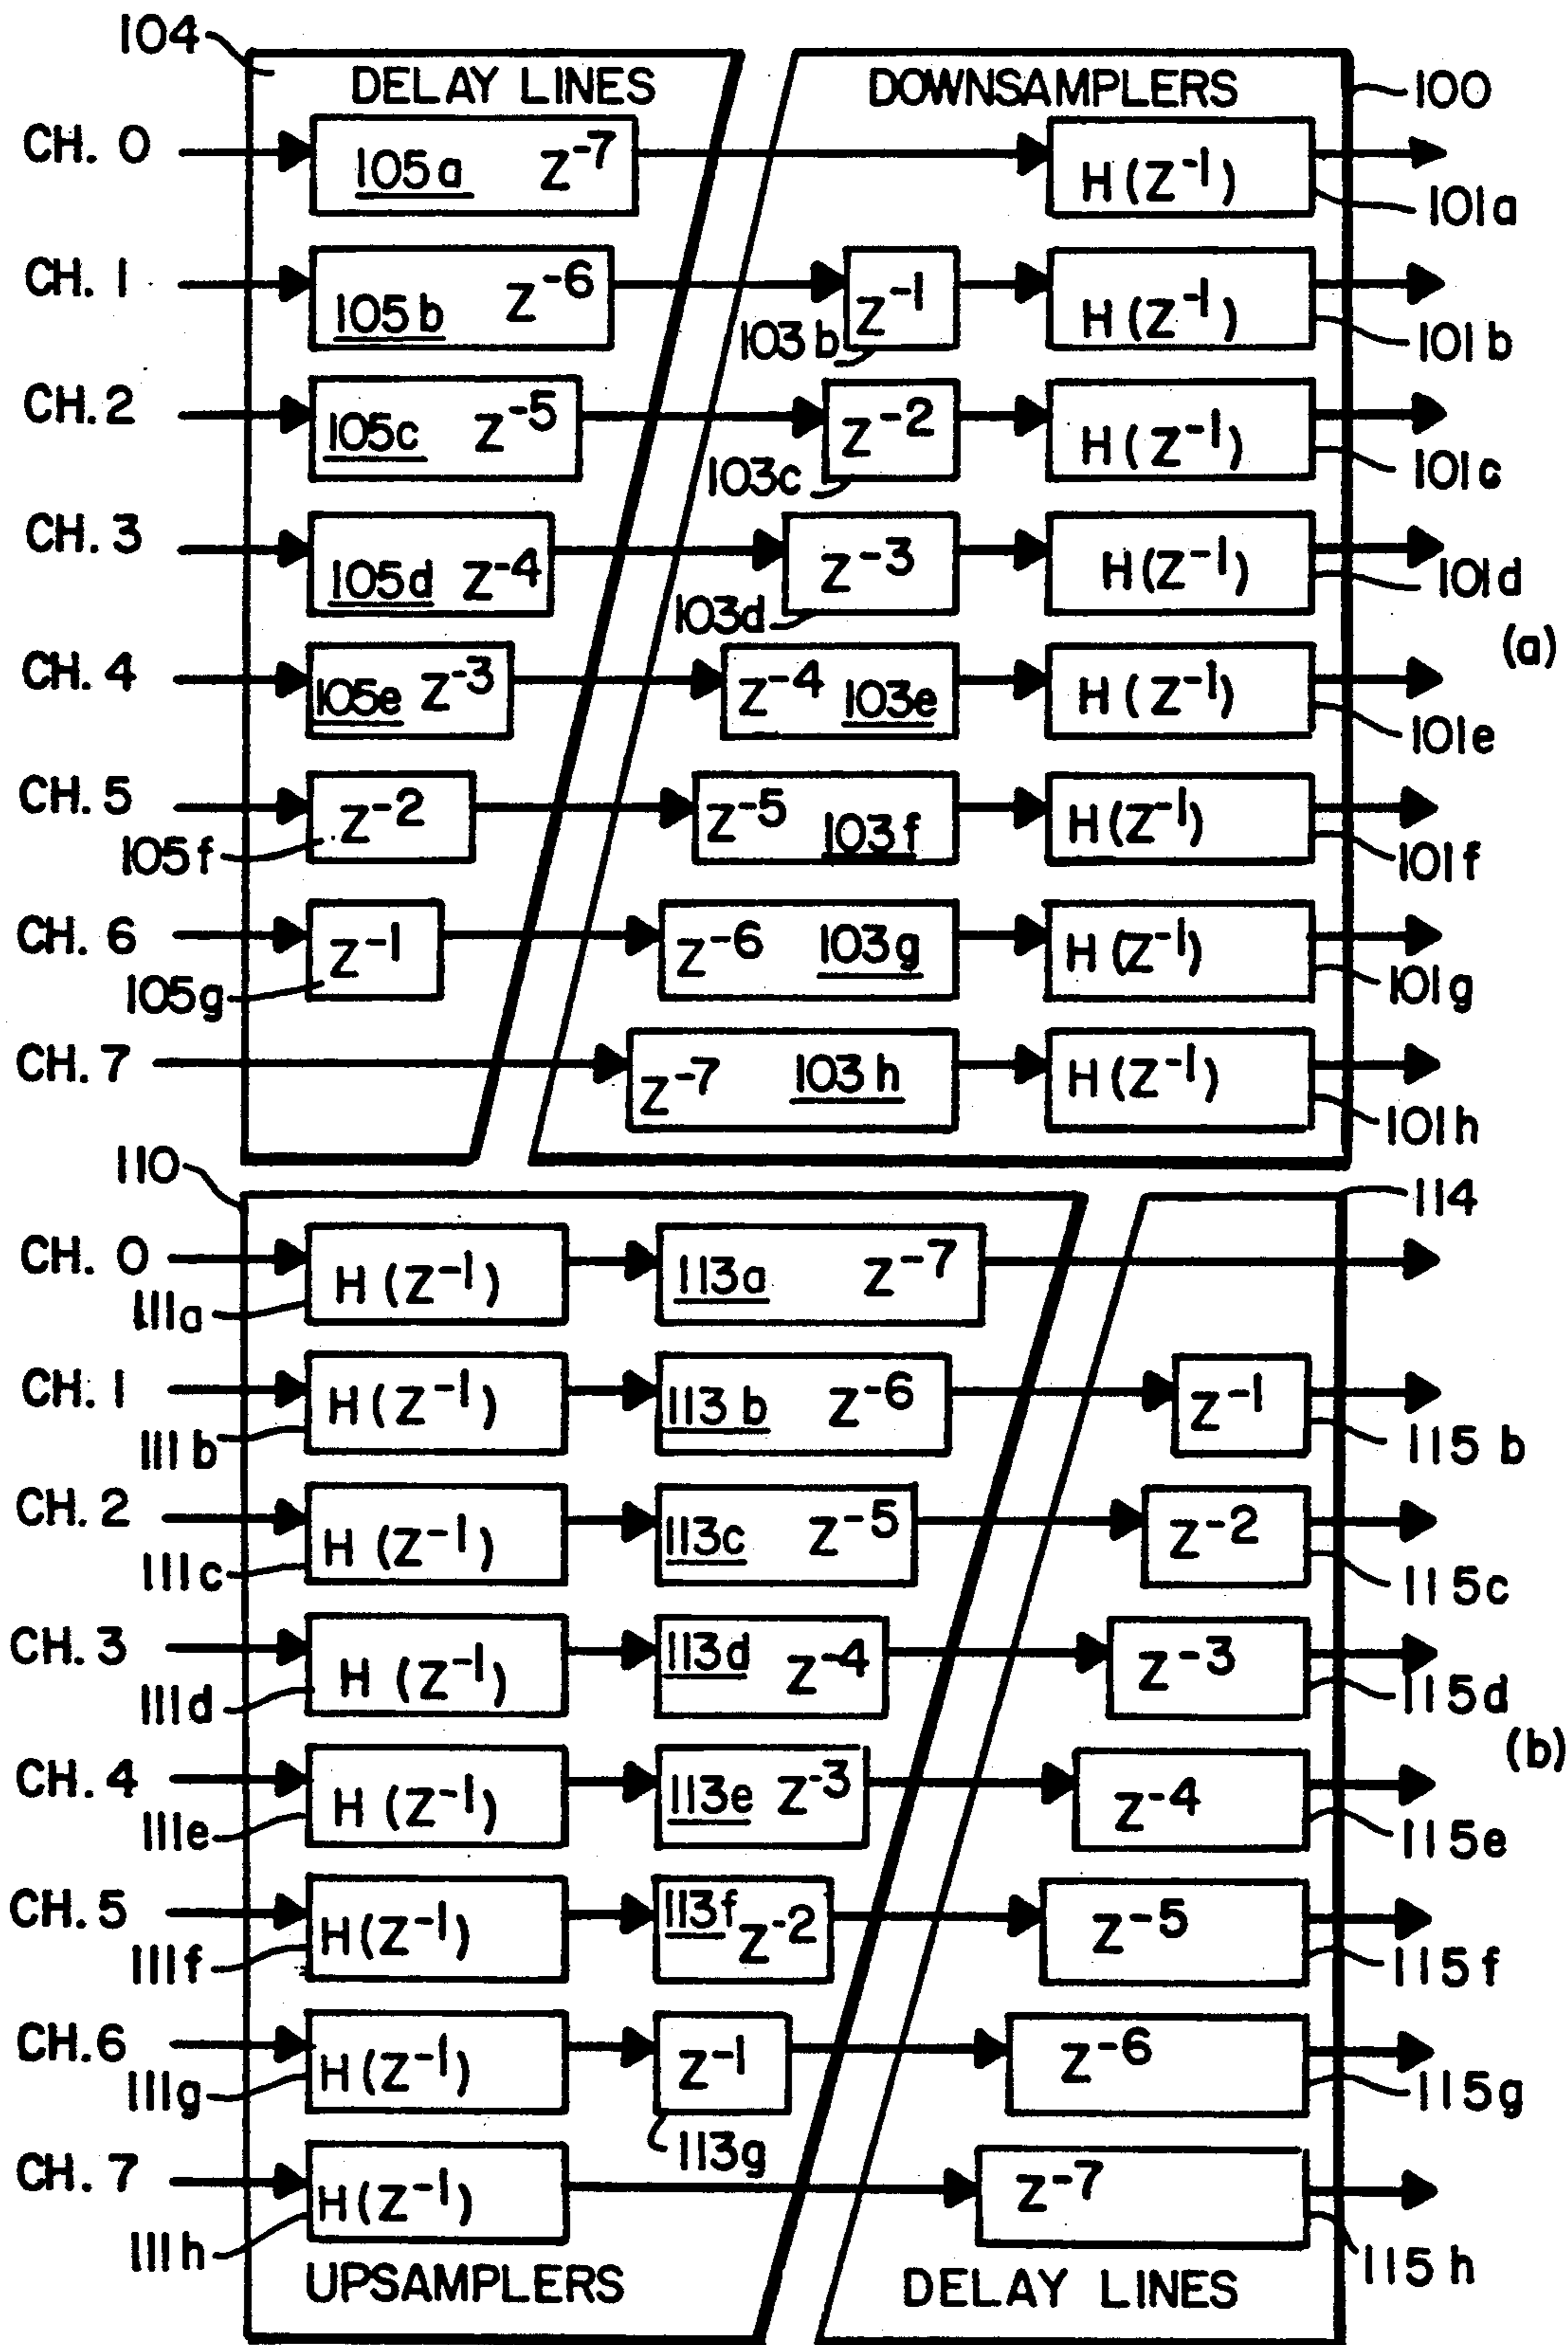 104
DELAY LINES
DOWNSAMPLERS
100
CH. 0
105a Z⁻⁷
H(Z⁻¹)
101a
CH. 1
105b Z⁻⁶
Z⁻¹
103b
H(Z⁻¹)
101b
CH. 2
105c Z⁻⁵
Z⁻²
103c
H(Z⁻¹)
101c
CH. 3
105d Z⁻⁴
Z⁻³
103d
H(Z⁻¹)
101d
(a)
CH. 4
105e Z⁻³
Z⁻⁴ 103e
H(Z⁻¹)
101e
CH. 5
Z⁻²
105f
Z⁻⁵ 103f
H(Z⁻¹)
101f
CH. 6
Z⁻¹
105g
Z⁻⁶ 103g
H(Z⁻¹)
101g
CH. 7
Z⁻⁷ 103h
H(Z⁻¹)
101h
110
114
CH. 0
H(Z⁻¹)
111a
113a Z⁻⁷
CH. 1
H(Z⁻¹)
111b
113b Z⁻⁶
Z⁻¹
115b
CH. 2
H(Z⁻¹)
111c
113c Z⁻⁵
Z⁻²
115c
CH. 3
H(Z⁻¹)
111d
113d Z⁻⁴
Z⁻³
115d
(b)
CH. 4
H(Z⁻¹)
111e
113e Z⁻³
Z⁻⁴
115e
CH. 5
H(Z⁻¹)
111f
113f Z⁻²
Z⁻⁵
115f
CH. 6
H(Z⁻¹)
111g
Z⁻¹
113g
Z⁻⁶
115g
CH. 7
H(Z⁻¹)
111h
Z⁻⁷
115h
UPSAMPLERS
DELAY LINES